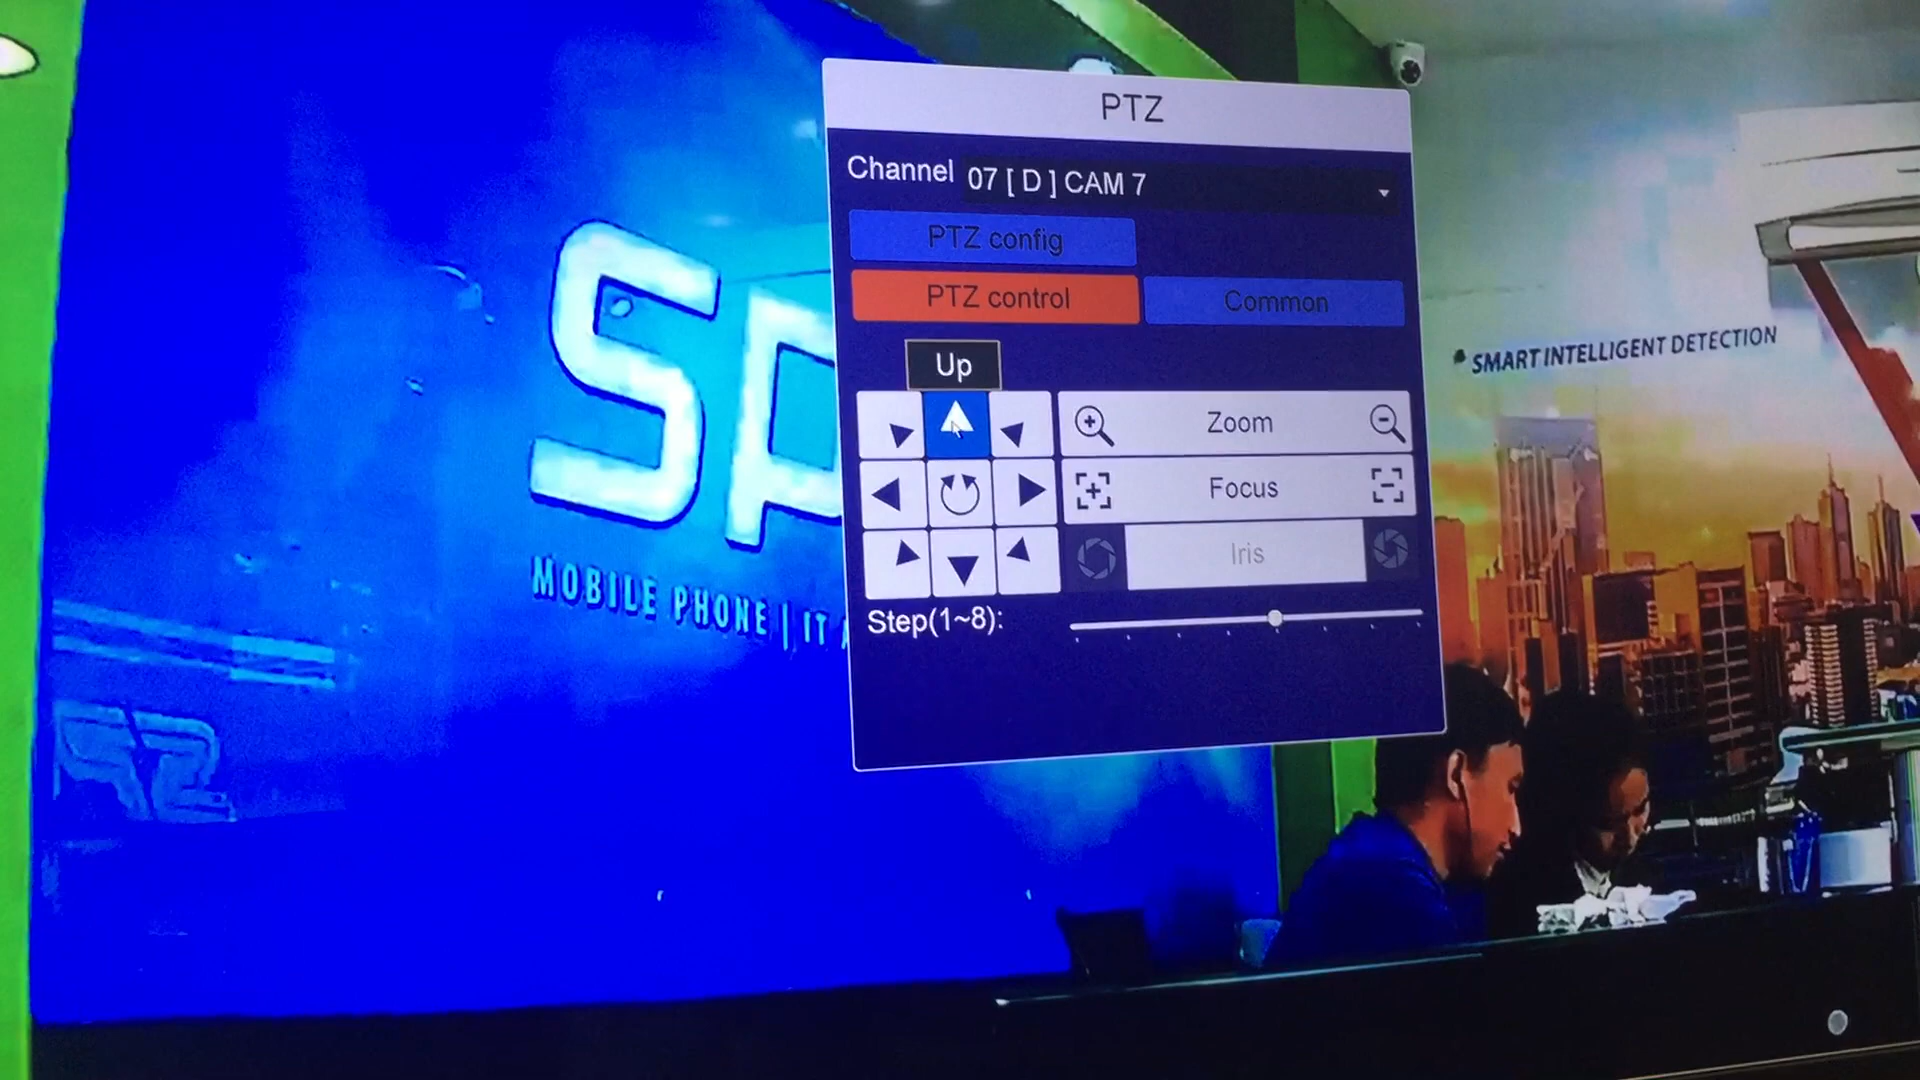 PTZ
Channel 07 [ D ] CAM 7
PTZ config
PTZ control
Common
Up
Zoom
Focus
Iris
Step(1~8):
SP
MOBILE PHONE | IT
SMART INTELLIGENT DETECTION